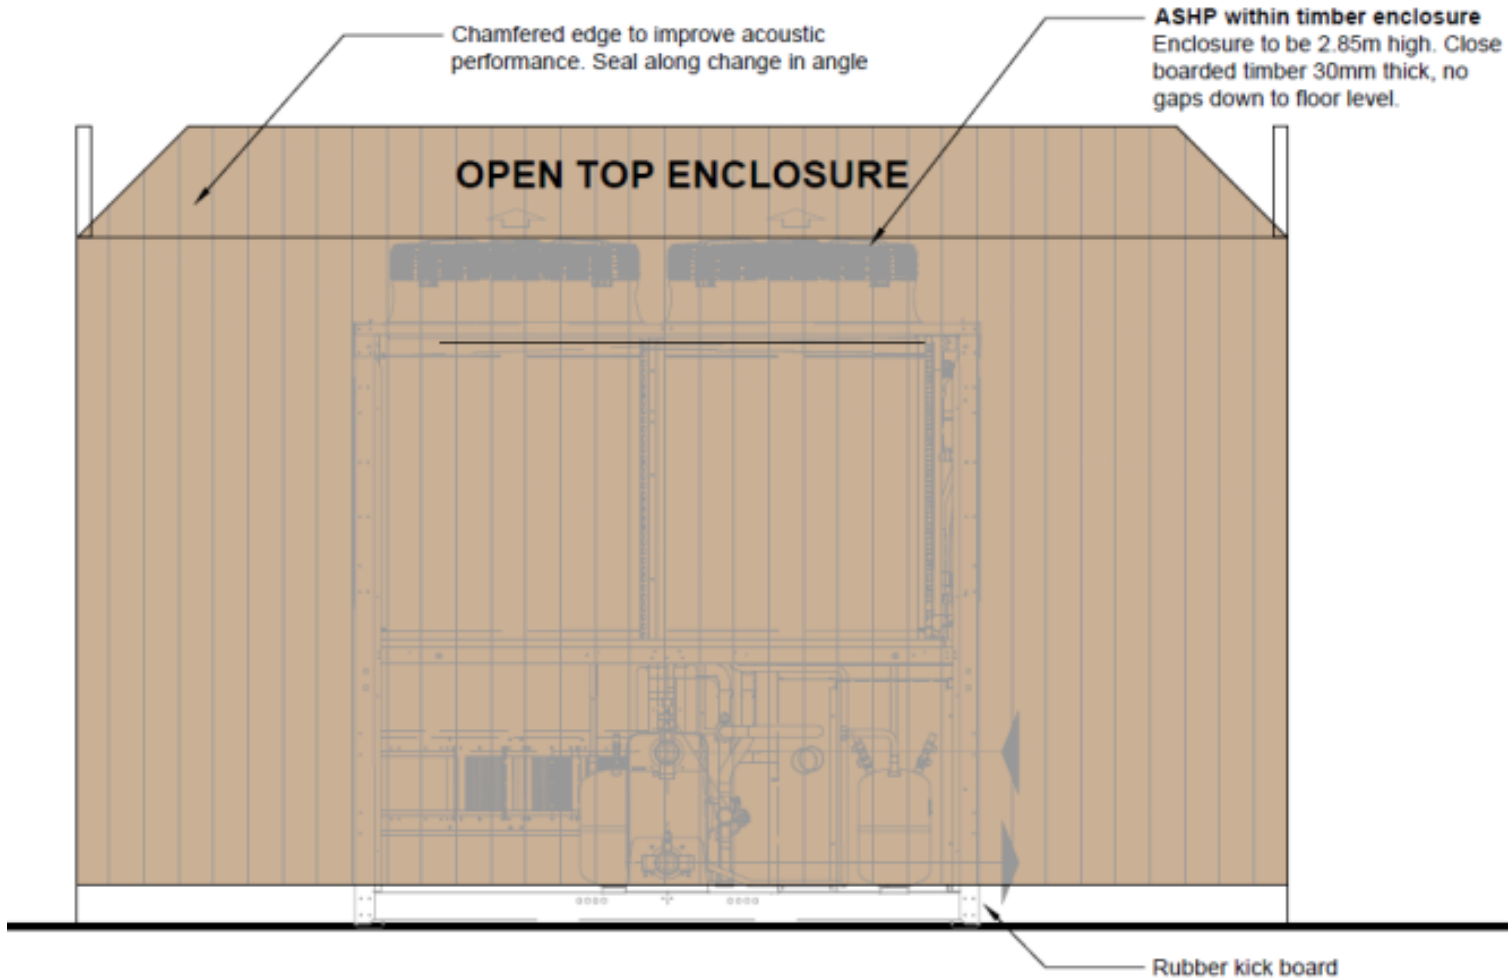 Chamfered edge to improve acoustic
performance. Seal along change in angle
ASHP within timber enclosure
Enclosure to be 2.85m high. Close
boarded timber 30mm thick, no
gaps down to floor level.
OPEN TOP ENCLOSURE
Rubber kick board